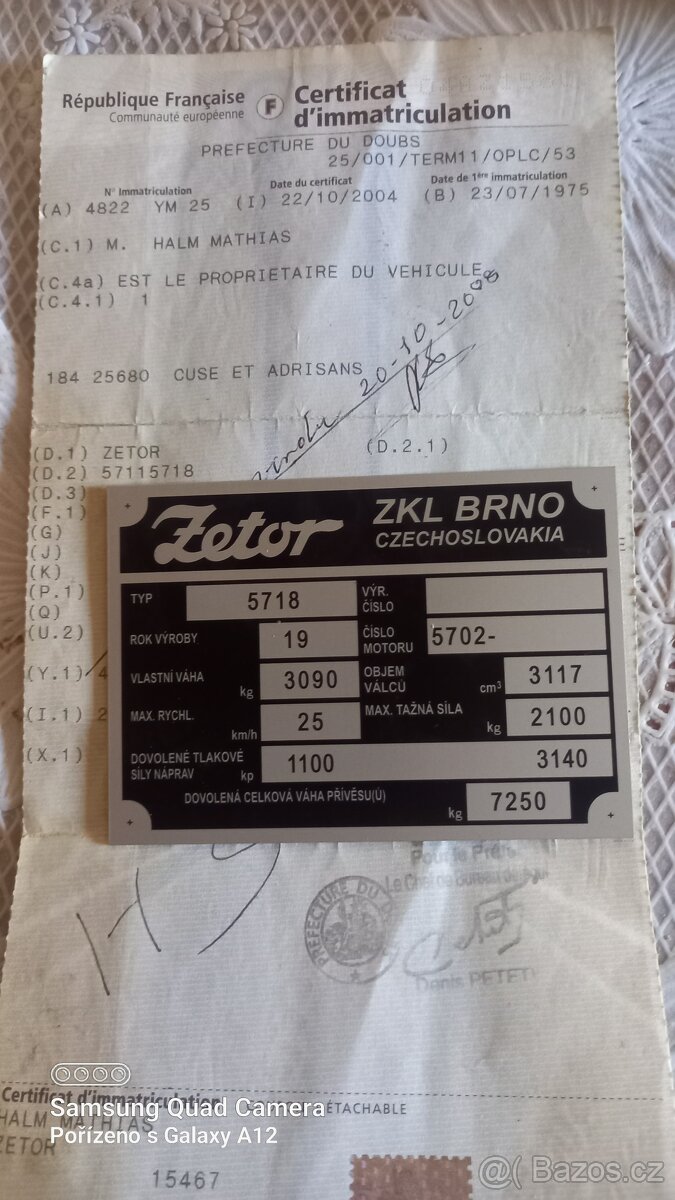 République Française
Communauté européenne
F
Certificat
d'immatriculation
PREFECTURE DU DOUBS
25/001/TERM11/OPLC/53
N° Immatriculation
Date du certificat
Date de 1ère immatriculation
(A) 4822 YM 25 (I) 22/10/2004 (B) 23/07/1975
(C.1) M. HALM MATHIAS
(C.4a) EST LE PROPRIETAIRE DU VEHICULE
(C.4.1) 1
20-10-2008
184 25680 CUSE ET ADRISANS
(D.1) ZETOR
(D.2.1)
(D.2) 57115718
(D.3)
(F.1)
(G)
(J)
(K)
(P.1)
(Q)
(U.2)
(Y.1) 4
(I.1) 2
(X.1)
Zetor
ZKL BRNO
CZECHOSLOVAKIA
TYP 5718
VÝR.
ČÍSLO
ROK VÝROBY 19
ČÍSLO
MOTORU 5702-
VLASTNÍ VÁHA kg 3090
OBJEM
VÁLCŮ cm³ 3117
MAX. RYCHL. km/h 25
MAX. TAŽNÁ SÍLA kg 2100
DOVOLENÉ TLAKOVÉ
SÍLY NÁPRAV kp 1100 3140
DOVOLENÁ CELKOVÁ VÁHA PŘÍVĚSU(Ů) kg 7250
PREFECTURE DU
Denis PETET
Certificat d'immatriculation
DÉTACHABLE
HALM MATHIAS
ZETOR
15467
Samsung Quad Camera
Pořízeno s Galaxy A12
@( Bazos.cz